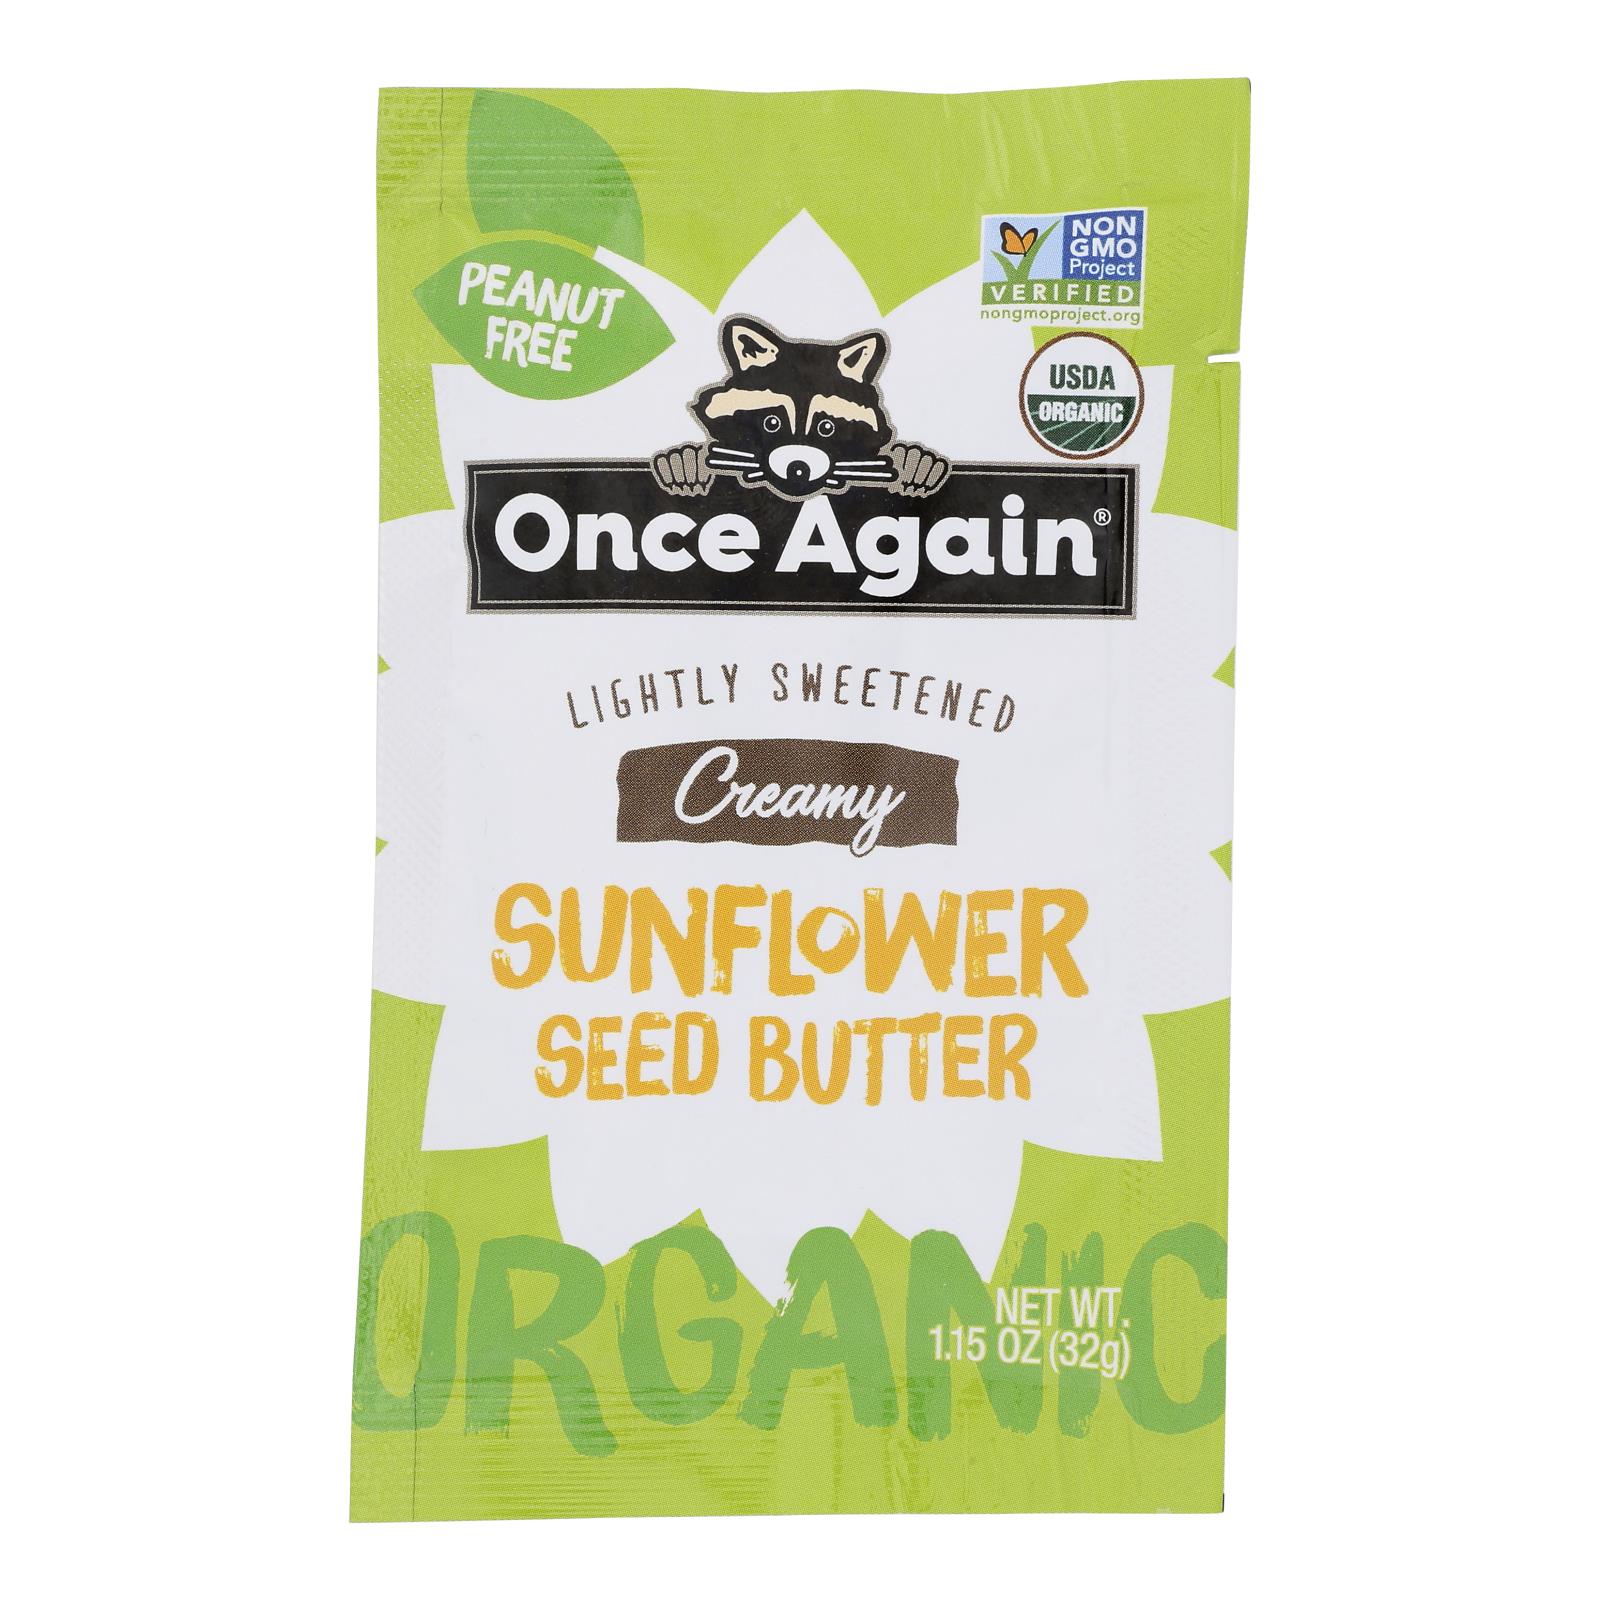 PEANUT
FREE
NON
GMO
Project
VERIFIED
nongmoproject.org
USDA
ORGANIC
Once Again®
LIGHTLY SWEETENED
Creamy
SUNFLOWER
SEED BUTTER
ORGANIC
NET WT.
1.15 OZ (32g)